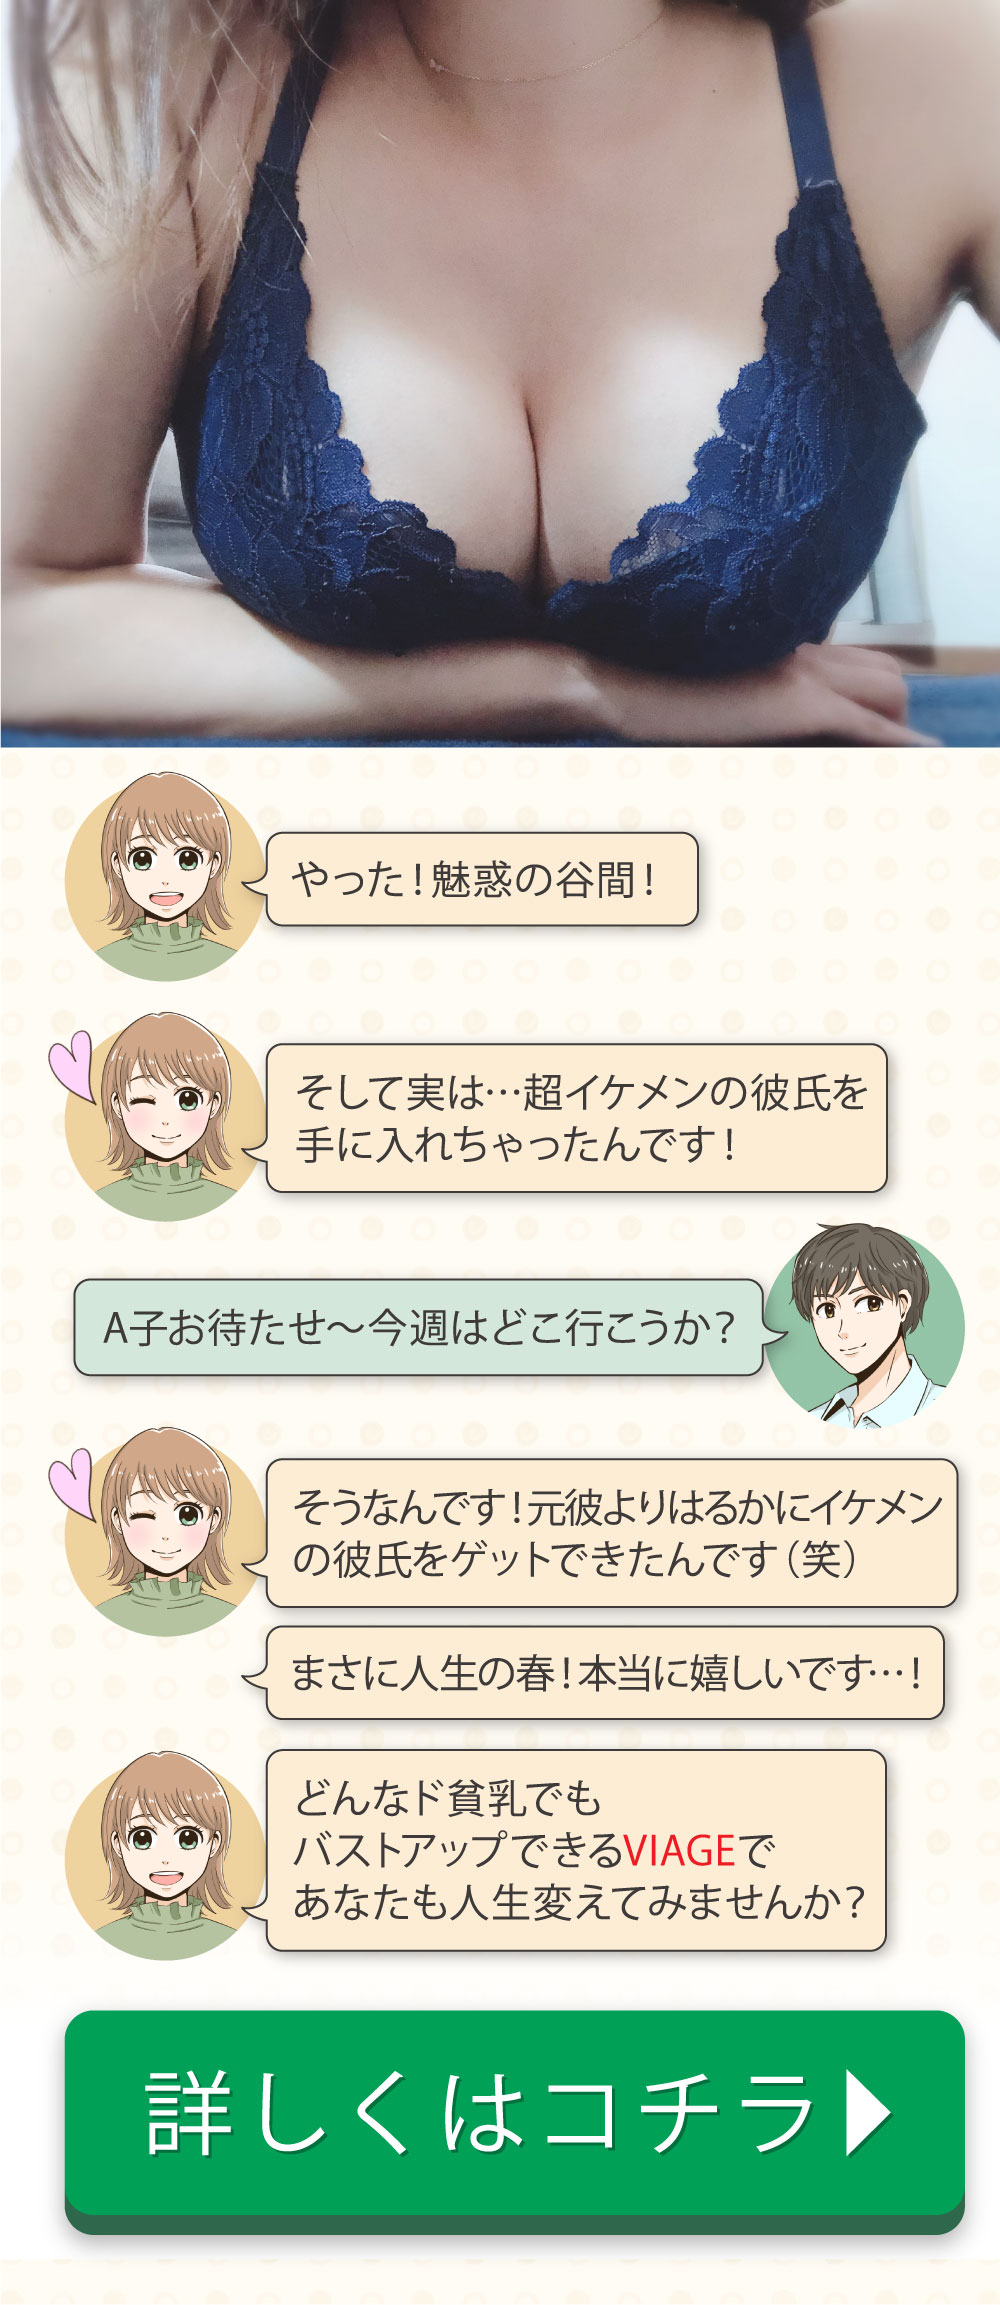 やった！魅惑の谷間！
そして実は…超イケメンの彼氏を
手に入れちゃったんです！
A子お待たせ～今週はどこ行こうか？
そうなんです！元彼よりはるかにイケメン
の彼氏をゲットできたんです（笑）
まさに人生の春！本当に嬉しいです…！
どんなド貧乳でも
バストアップできるVIAGEで
あなたも人生変えてみませんか？
詳しくはコチラ▶